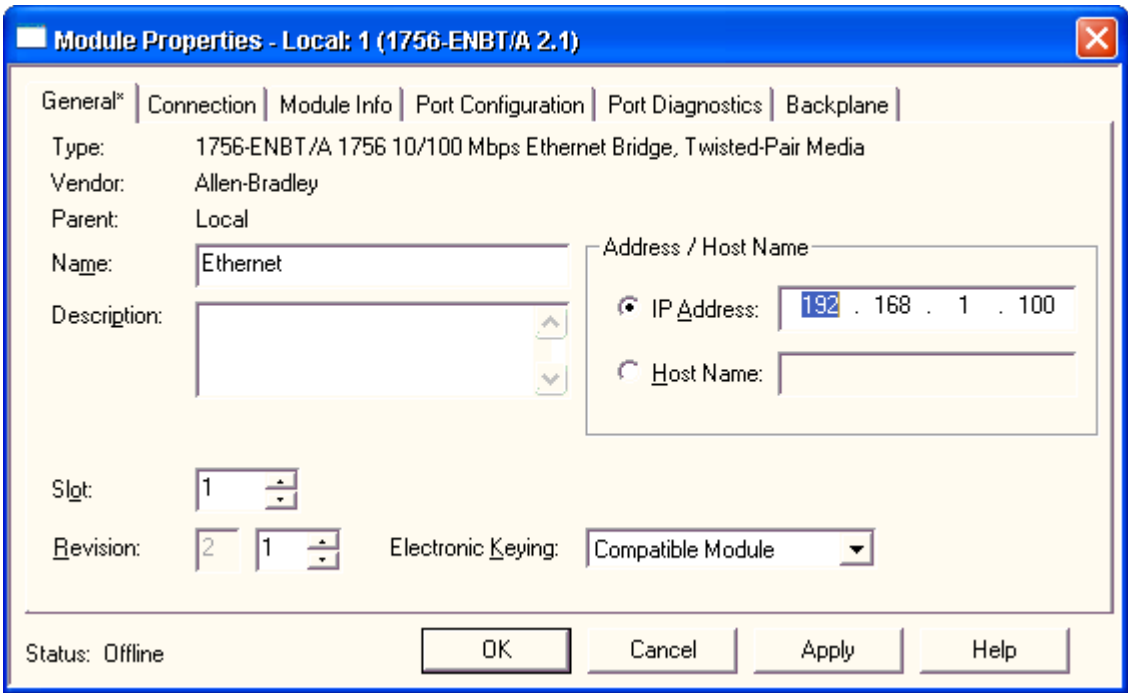 Module Properties - Local: 1 (1756-ENBT/A 2.1)
General* Connection Module Info Port Configuration Port Diagnostics Backplane
Type: 1756-ENBT/A 1756 10/100 Mbps Ethernet Bridge, Twisted-Pair Media
Vendor: Allen-Bradley
Parent: Local
Name: Ethernet
Description:
Address / Host Name
IP Address: 192 . 168 . 1 . 100
Host Name:
Slot: 1
Revision: 2 1 Electronic Keying: Compatible Module
Status: Offline OK Cancel Apply Help